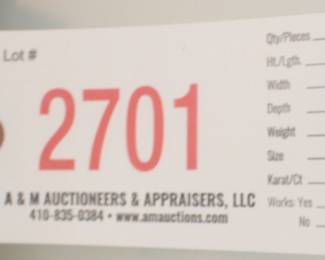 Lot #
2701
A & M AUCTIONEERS & APPRAISERS, LLC
410-835-0384 • www.amauctions.com
Qty/Pieces
Ht./Lgth.
Width
Depth
Weight
Size
Karat/Ct
Works: Yes
No